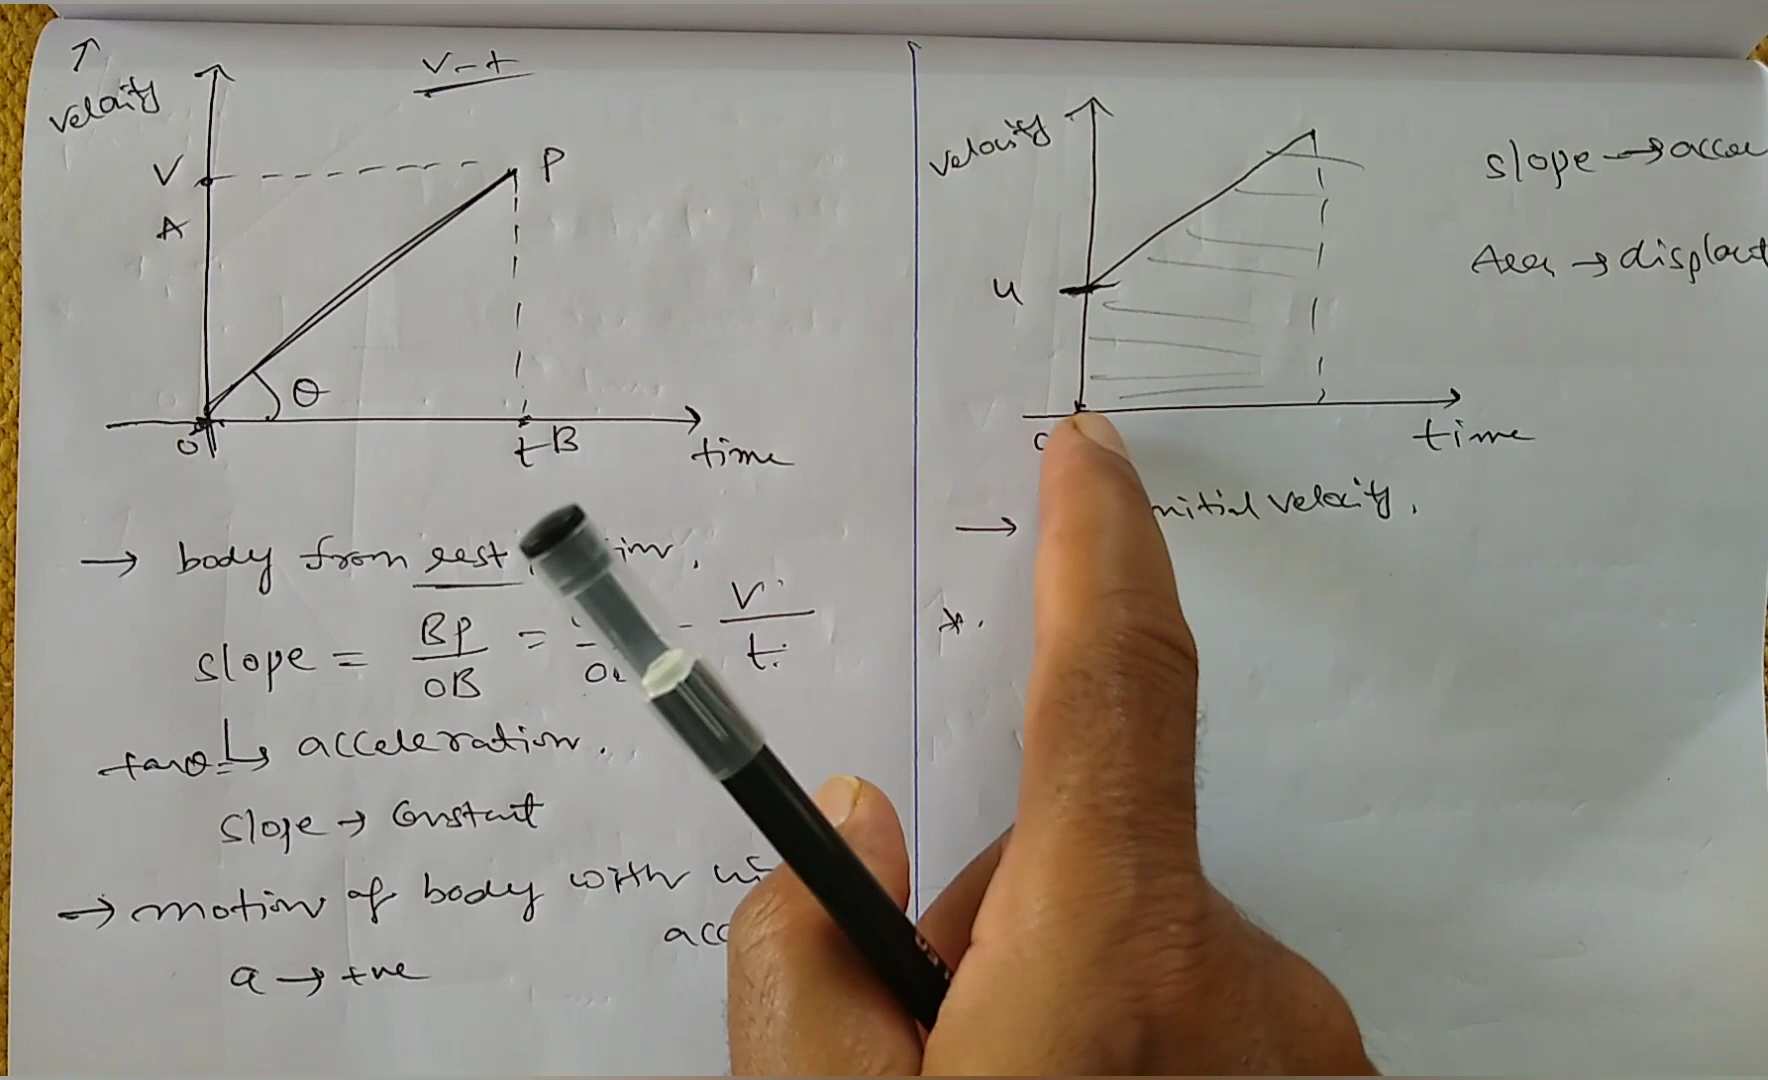 v-t
velocity
V
P
A
θ
O
t B
time
→ body from rest
slope = BP/OB = V/t
tanθ = ↳ acceleration.
slope → Constant
→ motion of body with
a → +ve
velocity
u
time
slope → accel
Area → displact
→ initial velocity.
*.